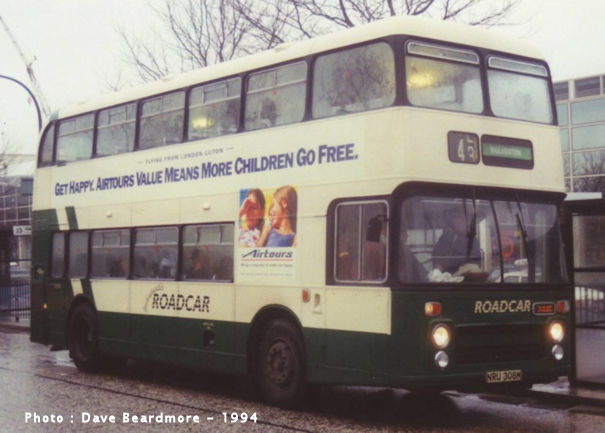 FLYING FROM LONDON LUTON
GET HAPPY. AIRTOURS VALUE MEANS MORE CHILDREN GO FREE.
4
Airtours
ROADCAR
ROADCAR
NRU 308M
Photo : Dave Beardmore - 1994